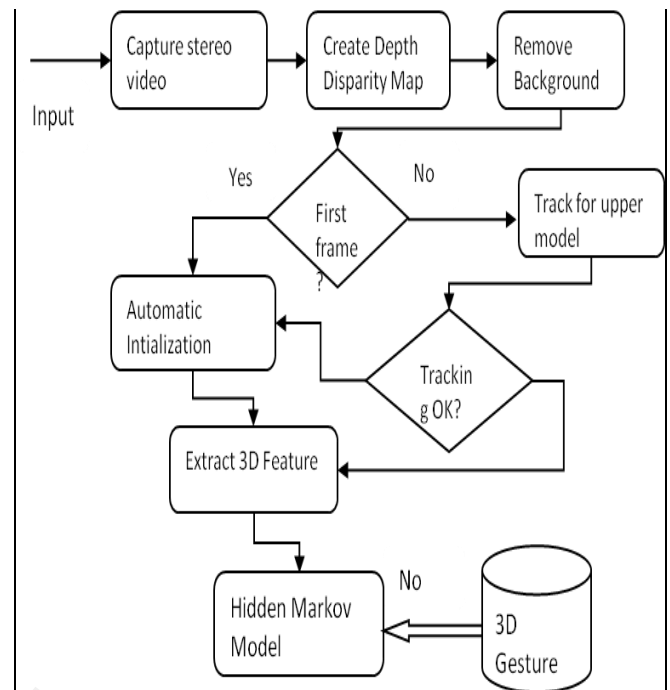 Capture stereo
video
Create Depth
Disparity Map
Remove
Background
Input
Yes
No
First
frame
?
Track for upper
model
Automatic
Intialization
Trackin
g OK?
Extract 3D Feature
Hidden Markov
Model
No
3D
Gesture